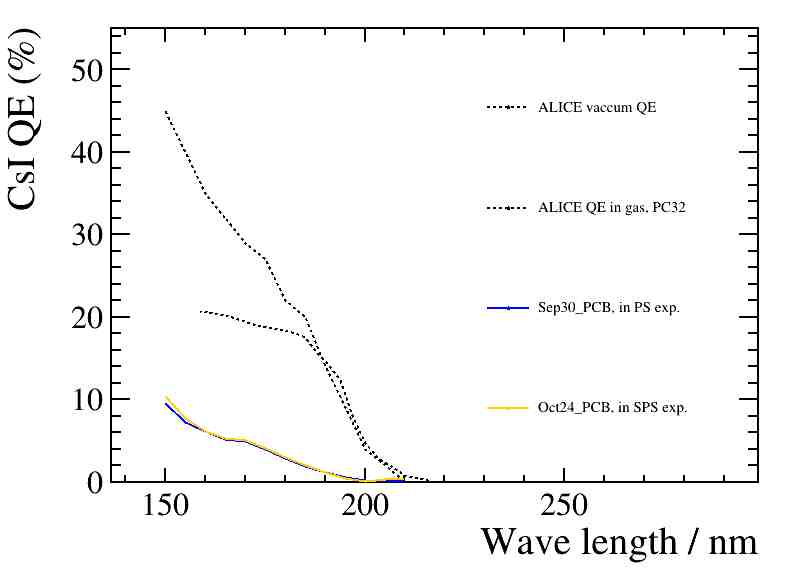 CsI QE (%)
50
40
30
20
10
0
ALICE vaccum QE
ALICE QE in gas, PC32
Sep30_PCB, in PS exp.
Oct24_PCB, in SPS exp.
150 200 250
Wave length / nm